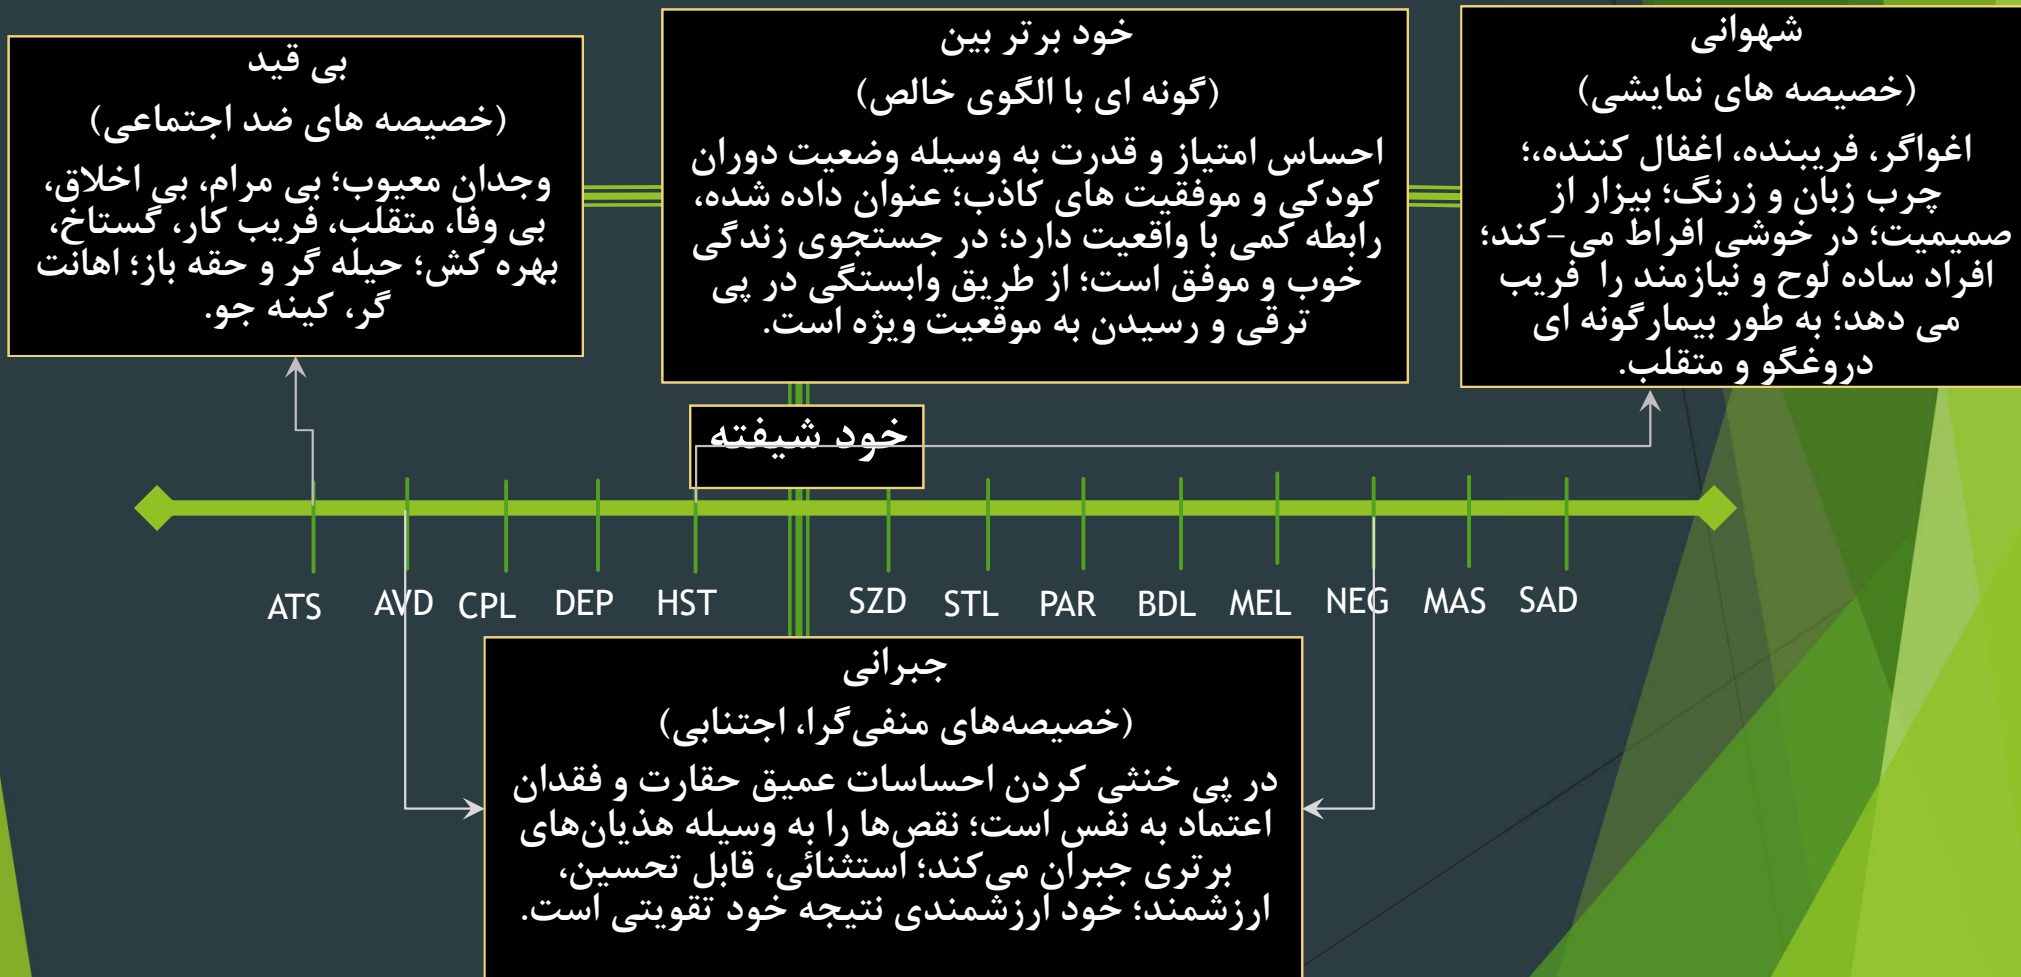 شهوانی
(خصیصه های نمایشی)
اغواگر، فریبنده، اغفال کننده،؛
چرب زبان و زرنگ؛ بیزار از
صمیمیت؛ در خوشی افراط می-کند؛
افراد ساده لوح و نیازمند را فریب
می دهد؛ به طور بیمارگونه ای
دروغگو و متقلب.
خود برتر بین
(گونه ای با الگوی خالص)
احساس امتیاز و قدرت به وسیله وضعیت دوران
کودکی و موفقیت های کاذب؛ عنوان داده شده،
رابطه کمی با واقعیت دارد؛ در جستجوی زندگی
خوب و موفق است؛ از طریق وابستگی در پی
ترقی و رسیدن به موقعیت ویژه است.
بی قید
(خصیصه های ضد اجتماعی)
وجدان معیوب؛ بی مرام، بی اخلاق،
بی وفا، متقلب، فریب کار، گستاخ،
بهره کش؛ حیله گر و حقه باز؛ اهانت
گر، کینه جو.
خود شیفته
ATS AVD CPL DEP HST SZD STL PAR BDL MEL NEG MAS SAD
جبرانی
(خصیصه‌های منفی‌گرا، اجتنابی)
در پی خنثی کردن احساسات عمیق حقارت و فقدان
اعتماد به نفس است؛ نقص‌ها را به وسیله هذیان‌های
برتری جبران می‌کند؛ استثنائی، قابل تحسین،
ارزشمند؛ خود ارزشمندی نتیجه خود تقویتی است.